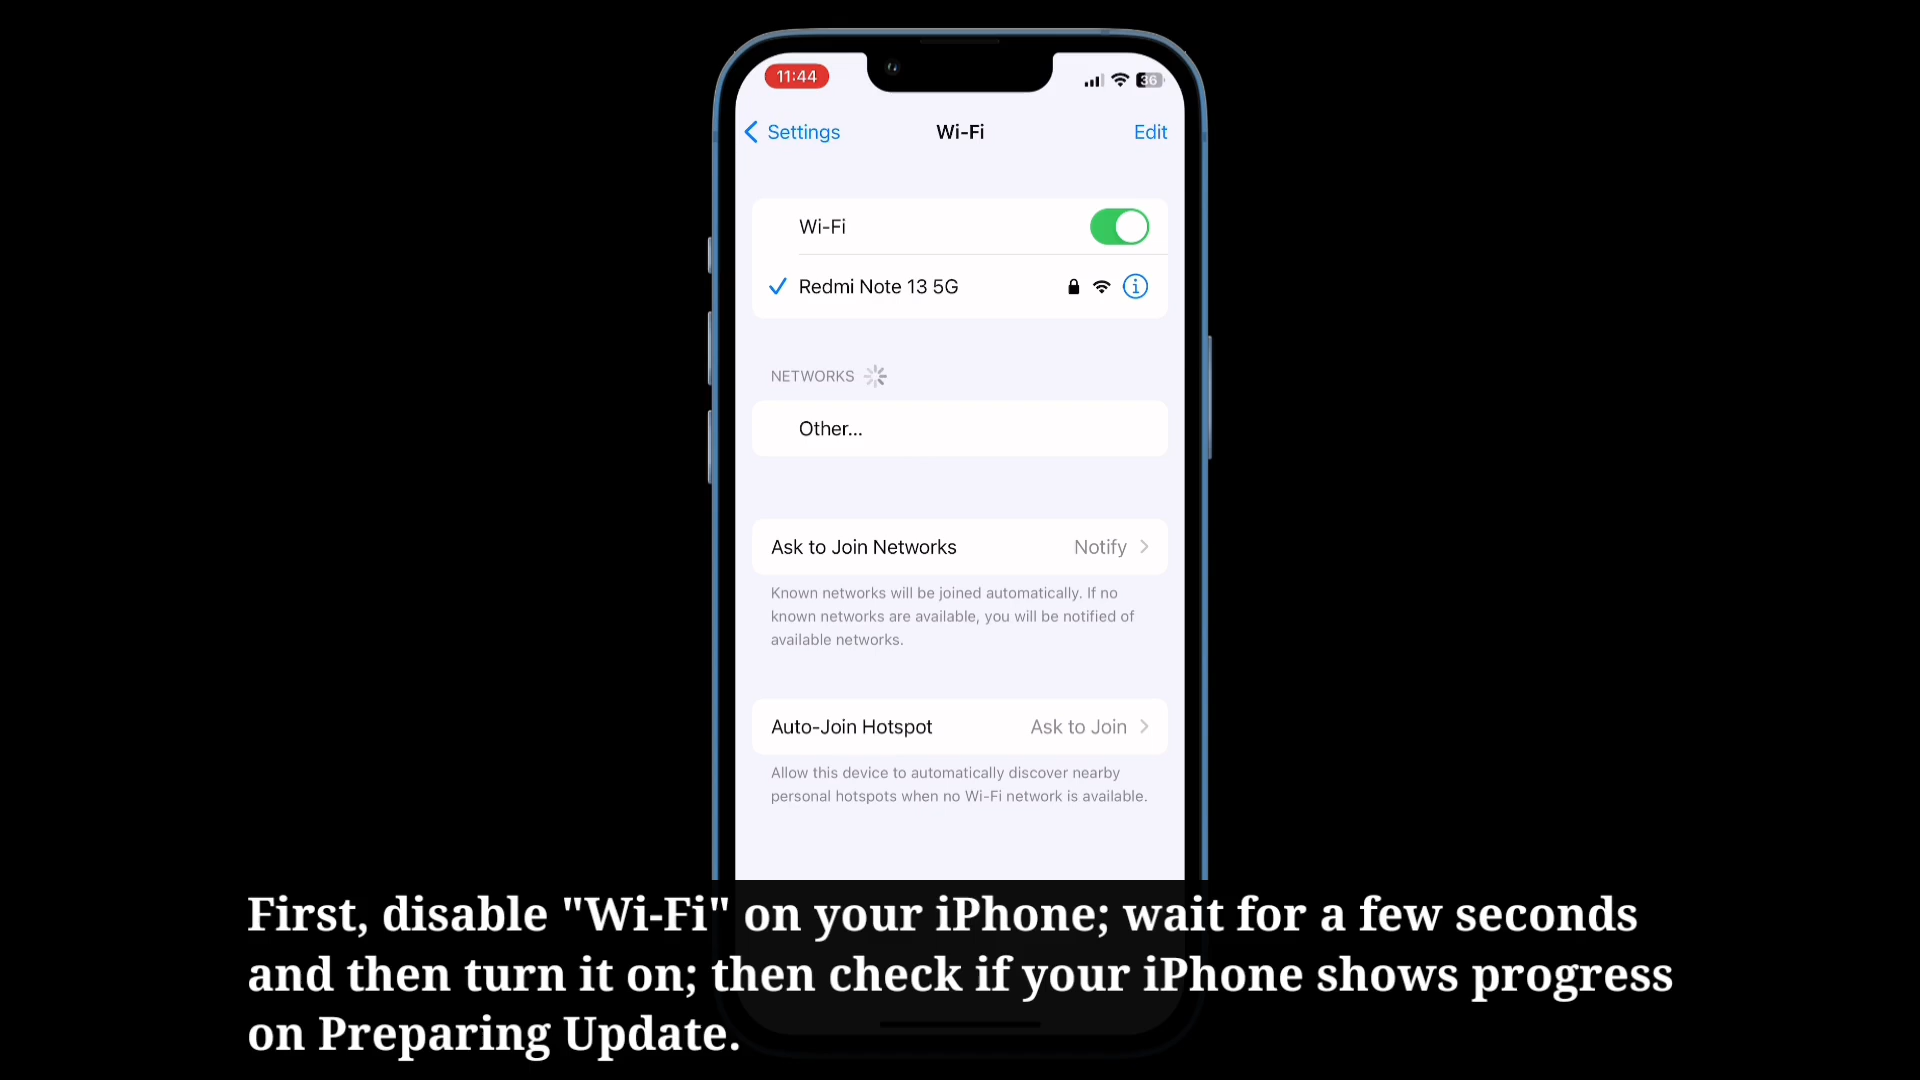 11:44
36
Settings
Wi-Fi
Edit
Wi-Fi
Redmi Note 13 5G
NETWORKS
Other...
Ask to Join Networks
Notify
Known networks will be joined automatically. If no
known networks are available, you will be notified of
available networks.
Auto-Join Hotspot
Ask to Join
Allow this device to automatically discover nearby
personal hotspots when no Wi-Fi network is available.
First, disable "Wi-Fi" on your iPhone; wait for a few seconds
and then turn it on; then check if your iPhone shows progress
on Preparing Update.